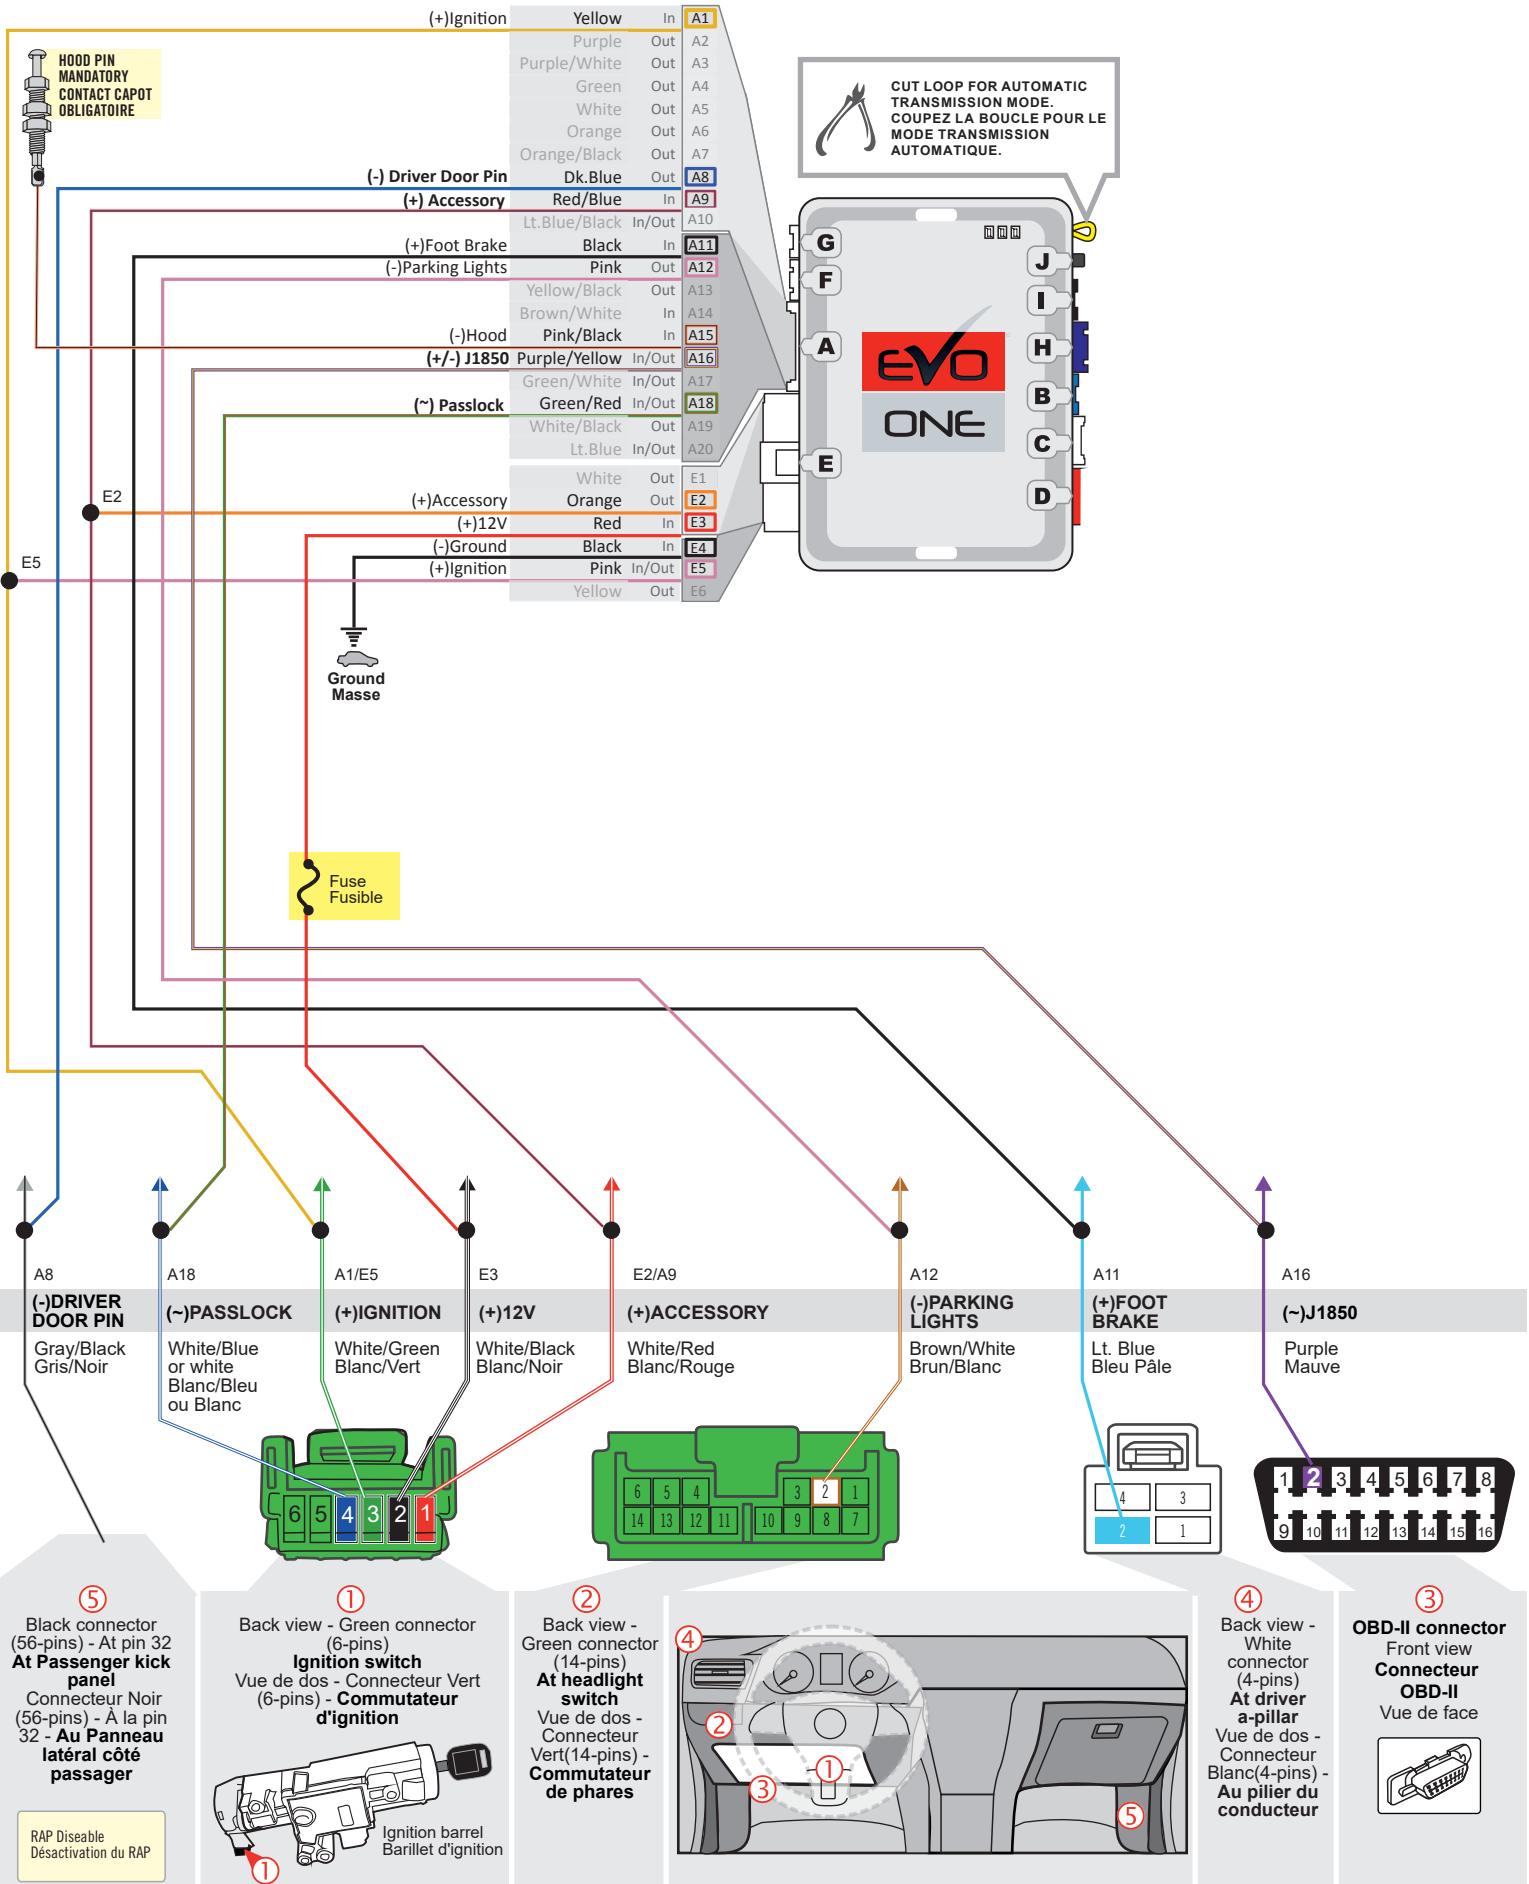 (+)Ignition Yellow In A1
Purple Out A2
Purple/White Out A3
Green Out A4
White Out A5
Orange Out A6
Orange/Black Out A7
(-) Driver Door Pin Dk.Blue Out A8
(+) Accessory Red/Blue In A9
Lt.Blue/Black In/Out A10
(+)Foot Brake Black In A11
(-)Parking Lights Pink Out A12
Yellow/Black Out A13
Brown/White In A14
(-)Hood Pink/Black In A15
(+/-) J1850 Purple/Yellow In/Out A16
Green/White In/Out A17
(~) Passlock Green/Red In/Out A18
White/Black Out A19
Lt.Blue In/Out A20
White Out E1
(+)Accessory Orange Out E2
(+)12V Red In E3
(-)Ground Black In E4
(+)Ignition Pink In/Out E5
Yellow Out E6
HOOD PIN
MANDATORY
CONTACT CAPOT
OBLIGATOIRE
CUT LOOP FOR AUTOMATIC
TRANSMISSION MODE.
COUPEZ LA BOUCLE POUR LE
MODE TRANSMISSION
AUTOMATIQUE.
G
F
A
E
J
I
H
B
C
D
EVO
ONE
E2
E5
Ground
Masse
Fuse
Fusible
A8
(-)DRIVER
DOOR PIN
Gray/Black
Gris/Noir
A18
(~)PASSLOCK
White/Blue
or white
Blanc/Bleu
ou Blanc
A1/E5
(+)IGNITION
White/Green
Blanc/Vert
E3
(+)12V
White/Black
Blanc/Noir
E2/A9
(+)ACCESSORY
White/Red
Blanc/Rouge
A12
(-)PARKING
LIGHTS
Brown/White
Brun/Blanc
A11
(+)FOOT
BRAKE
Lt. Blue
Bleu Pâle
A16
(~)J1850
Purple
Mauve
6 5 4 3 2 1
6 5 4 3 2 1
14 13 12 11 10 9 8 7
4 3
2 1
1 2 3 4 5 6 7 8
9 10 11 12 13 14 15 16
5
Black connector
(56-pins) - At pin 32
At Passenger kick
panel
Connecteur Noir
(56-pins) - À la pin
32 - Au Panneau
latéral côté
passager
RAP Diseable
Désactivation du RAP
1
Back view - Green connector
(6-pins)
Ignition switch
Vue de dos - Connecteur Vert
(6-pins) - Commutateur
d'ignition
Ignition barrel
Barillet d'ignition
1
2
Back view -
Green connector
(14-pins)
At headlight
switch
Vue de dos -
Connecteur
Vert(14-pins) -
Commutateur
de phares
4
2
1
3
5
4
Back view -
White
connector
(4-pins)
At driver
a-pillar
Vue de dos -
Connecteur
Blanc(4-pins) -
Au pilier du
conducteur
3
OBD-II connector
Front view
Connecteur
OBD-II
Vue de face